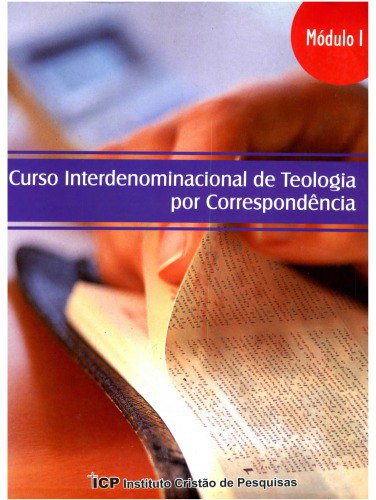 Módulo I
Curso Interdenominacional de Teologia
por Correspondência
ICP Instituto Cristão de Pesquisas